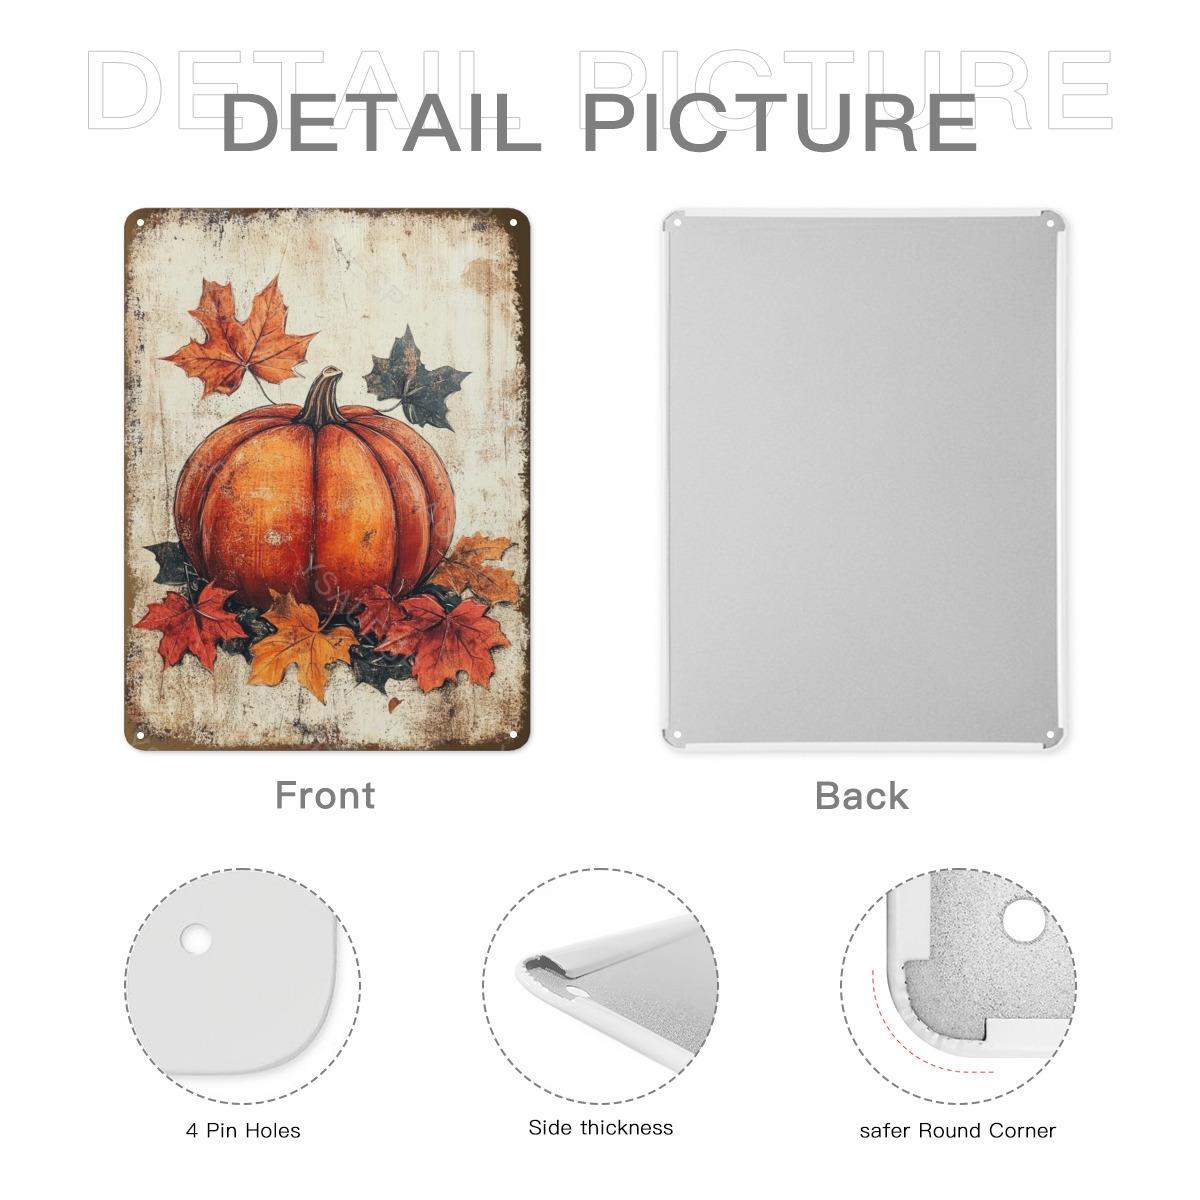 DETAIL PICTURE
DETAIL PICTURE
Front
Back
4 Pin Holes
Side thickness
safer Round Corner